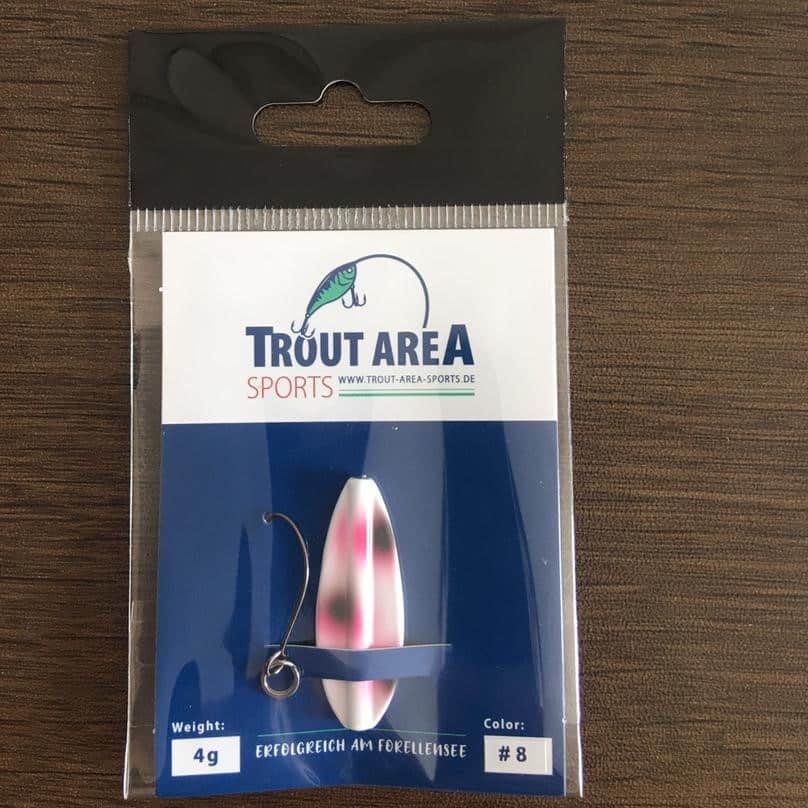 TROUT AREA
SPORTS WWW.TROUT-AREA-SPORTS.DE
Weight: Color:
4g ERFOLGREICH AM FORELLENSEE # 8